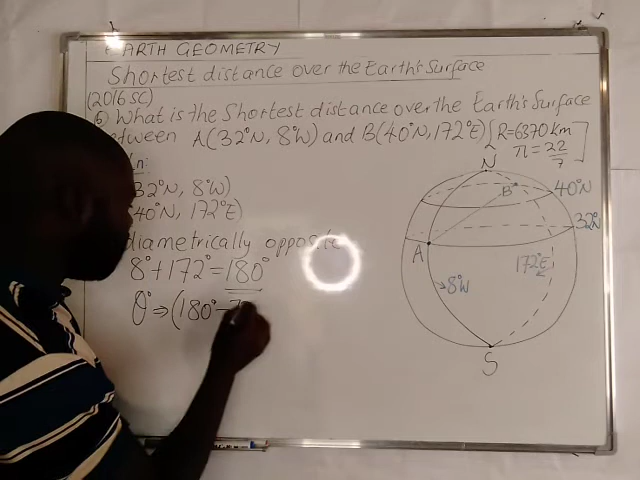 EARTH GEOMETRY
Shortest distance over the Earth's Surface
(2016 SC)
⑥ What is the Shortest distance over the Earth's Surface
between A(32°N, 8°W) and B(40°N, 172°E) [R=6370 km
π = 22/7]
n:
32°N, 8°W)
40°N, 172°E)
diametrically opposite
8° + 172° = 180°
θ° ⇒ (180° –
N
B
40°N
32°N
A
172°E
8°W
S